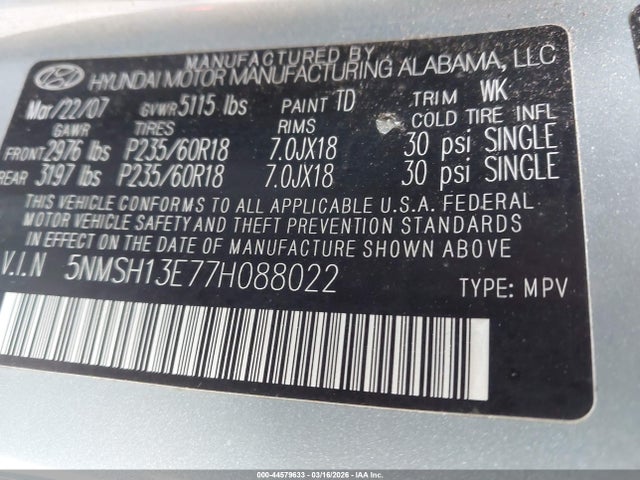 MANUFACTURED BY
HYUNDAI MOTOR MANUFACTURING ALABAMA, LLC
Mar/22/07 GVWR 5115 lbs PAINT TD TRIM WK
GAWR TIRES RIMS COLD TIRE INFL
FRONT 2976 lbs P235/60R18 7.0JX18 30 psi SINGLE
REAR 3197 lbs P235/60R18 7.0JX18 30 psi SINGLE
THIS VEHICLE CONFORMS TO ALL APPLICABLE U.S.A. FEDERAL
MOTOR VEHICLE SAFETY AND THEFT PREVENTION STANDARDS
IN EFFECT ON THE DATE OF MANUFACTURE SHOWN ABOVE
V.I.N 5NMSH13E77H088022 TYPE: MPV
000-44579633 - 03/16/2026 - IAA Inc.